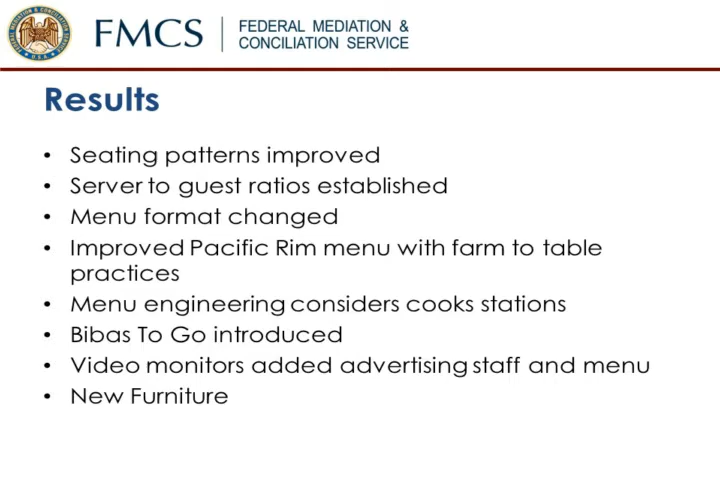 FMCS
FEDERAL MEDIATION &
CONCILIATION SERVICE
Results
• Seating patterns improved
• Server to guest ratios established
• Menu format changed
• Improved Pacific Rim menu with farm to table
practices
• Menu engineering considers cooks stations
• Bibas To Go introduced
• Video monitors added advertising staff and menu
• New Furniture